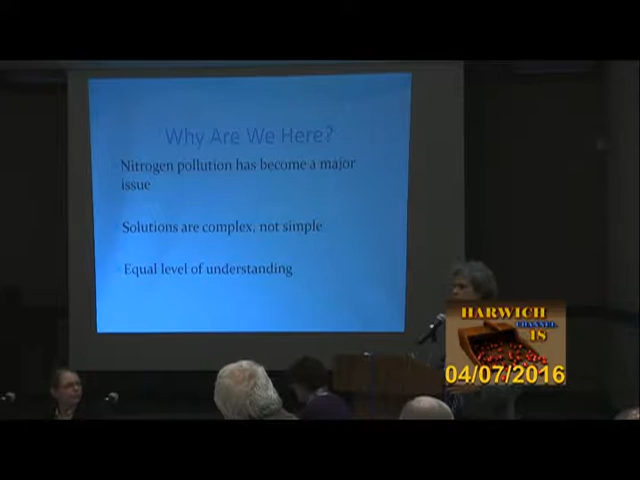 Why Are We Here?
Nitrogen pollution has become a major
issue
Solutions are complex, not simple
Equal level of understanding
HARWICH
CHANNEL
18
04/07/2016